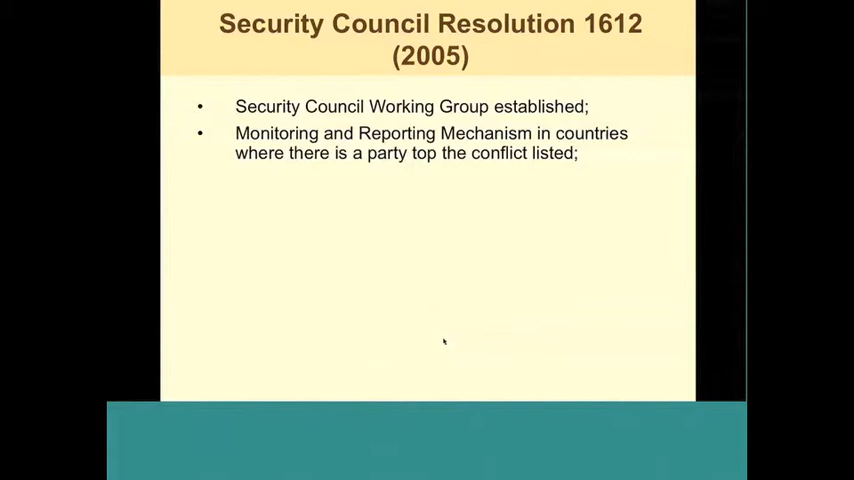 Security Council Resolution 1612
(2005)
• Security Council Working Group established;
• Monitoring and Reporting Mechanism in countries
where there is a party top the conflict listed;